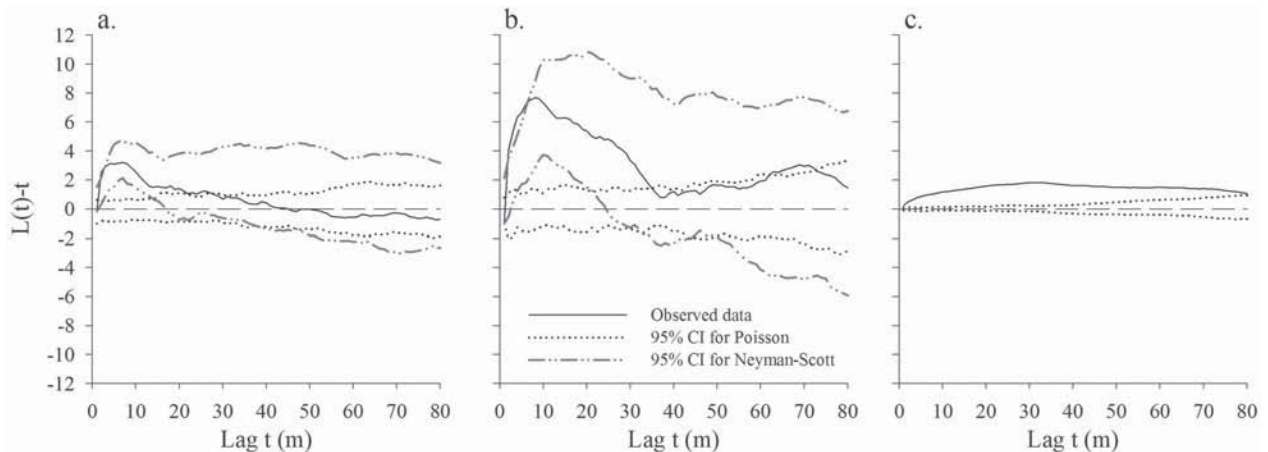 a.
b.
c.
12
10
8
6
4
2
0
-2
-4
-6
-8
-10
-12
L(t)-t
Observed data
95% CI for Poisson
95% CI for Neyman-Scott
0 10 20 30 40 50 60 70 80
0 10 20 30 40 50 60 70 80
0 10 20 30 40 50 60 70 80
Lag t (m)
Lag t (m)
Lag t (m)